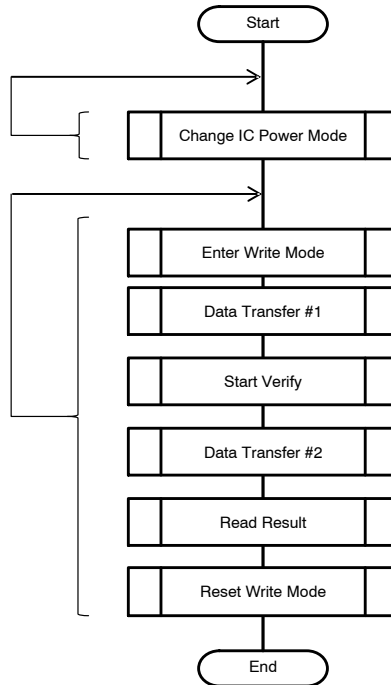 Start
Change IC Power Mode
Enter Write Mode
Data Transfer #1
Start Verify
Data Transfer #2
Read Result
Reset Write Mode
End